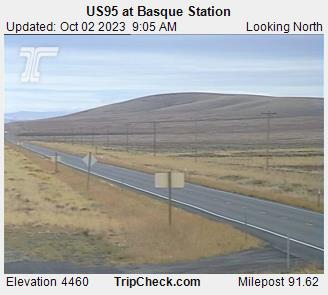 US95 at Basque Station
Updated: Oct 02 2023  9:05 AM
Looking North
Elevation 4460
TripCheck.com
Milepost 91.62